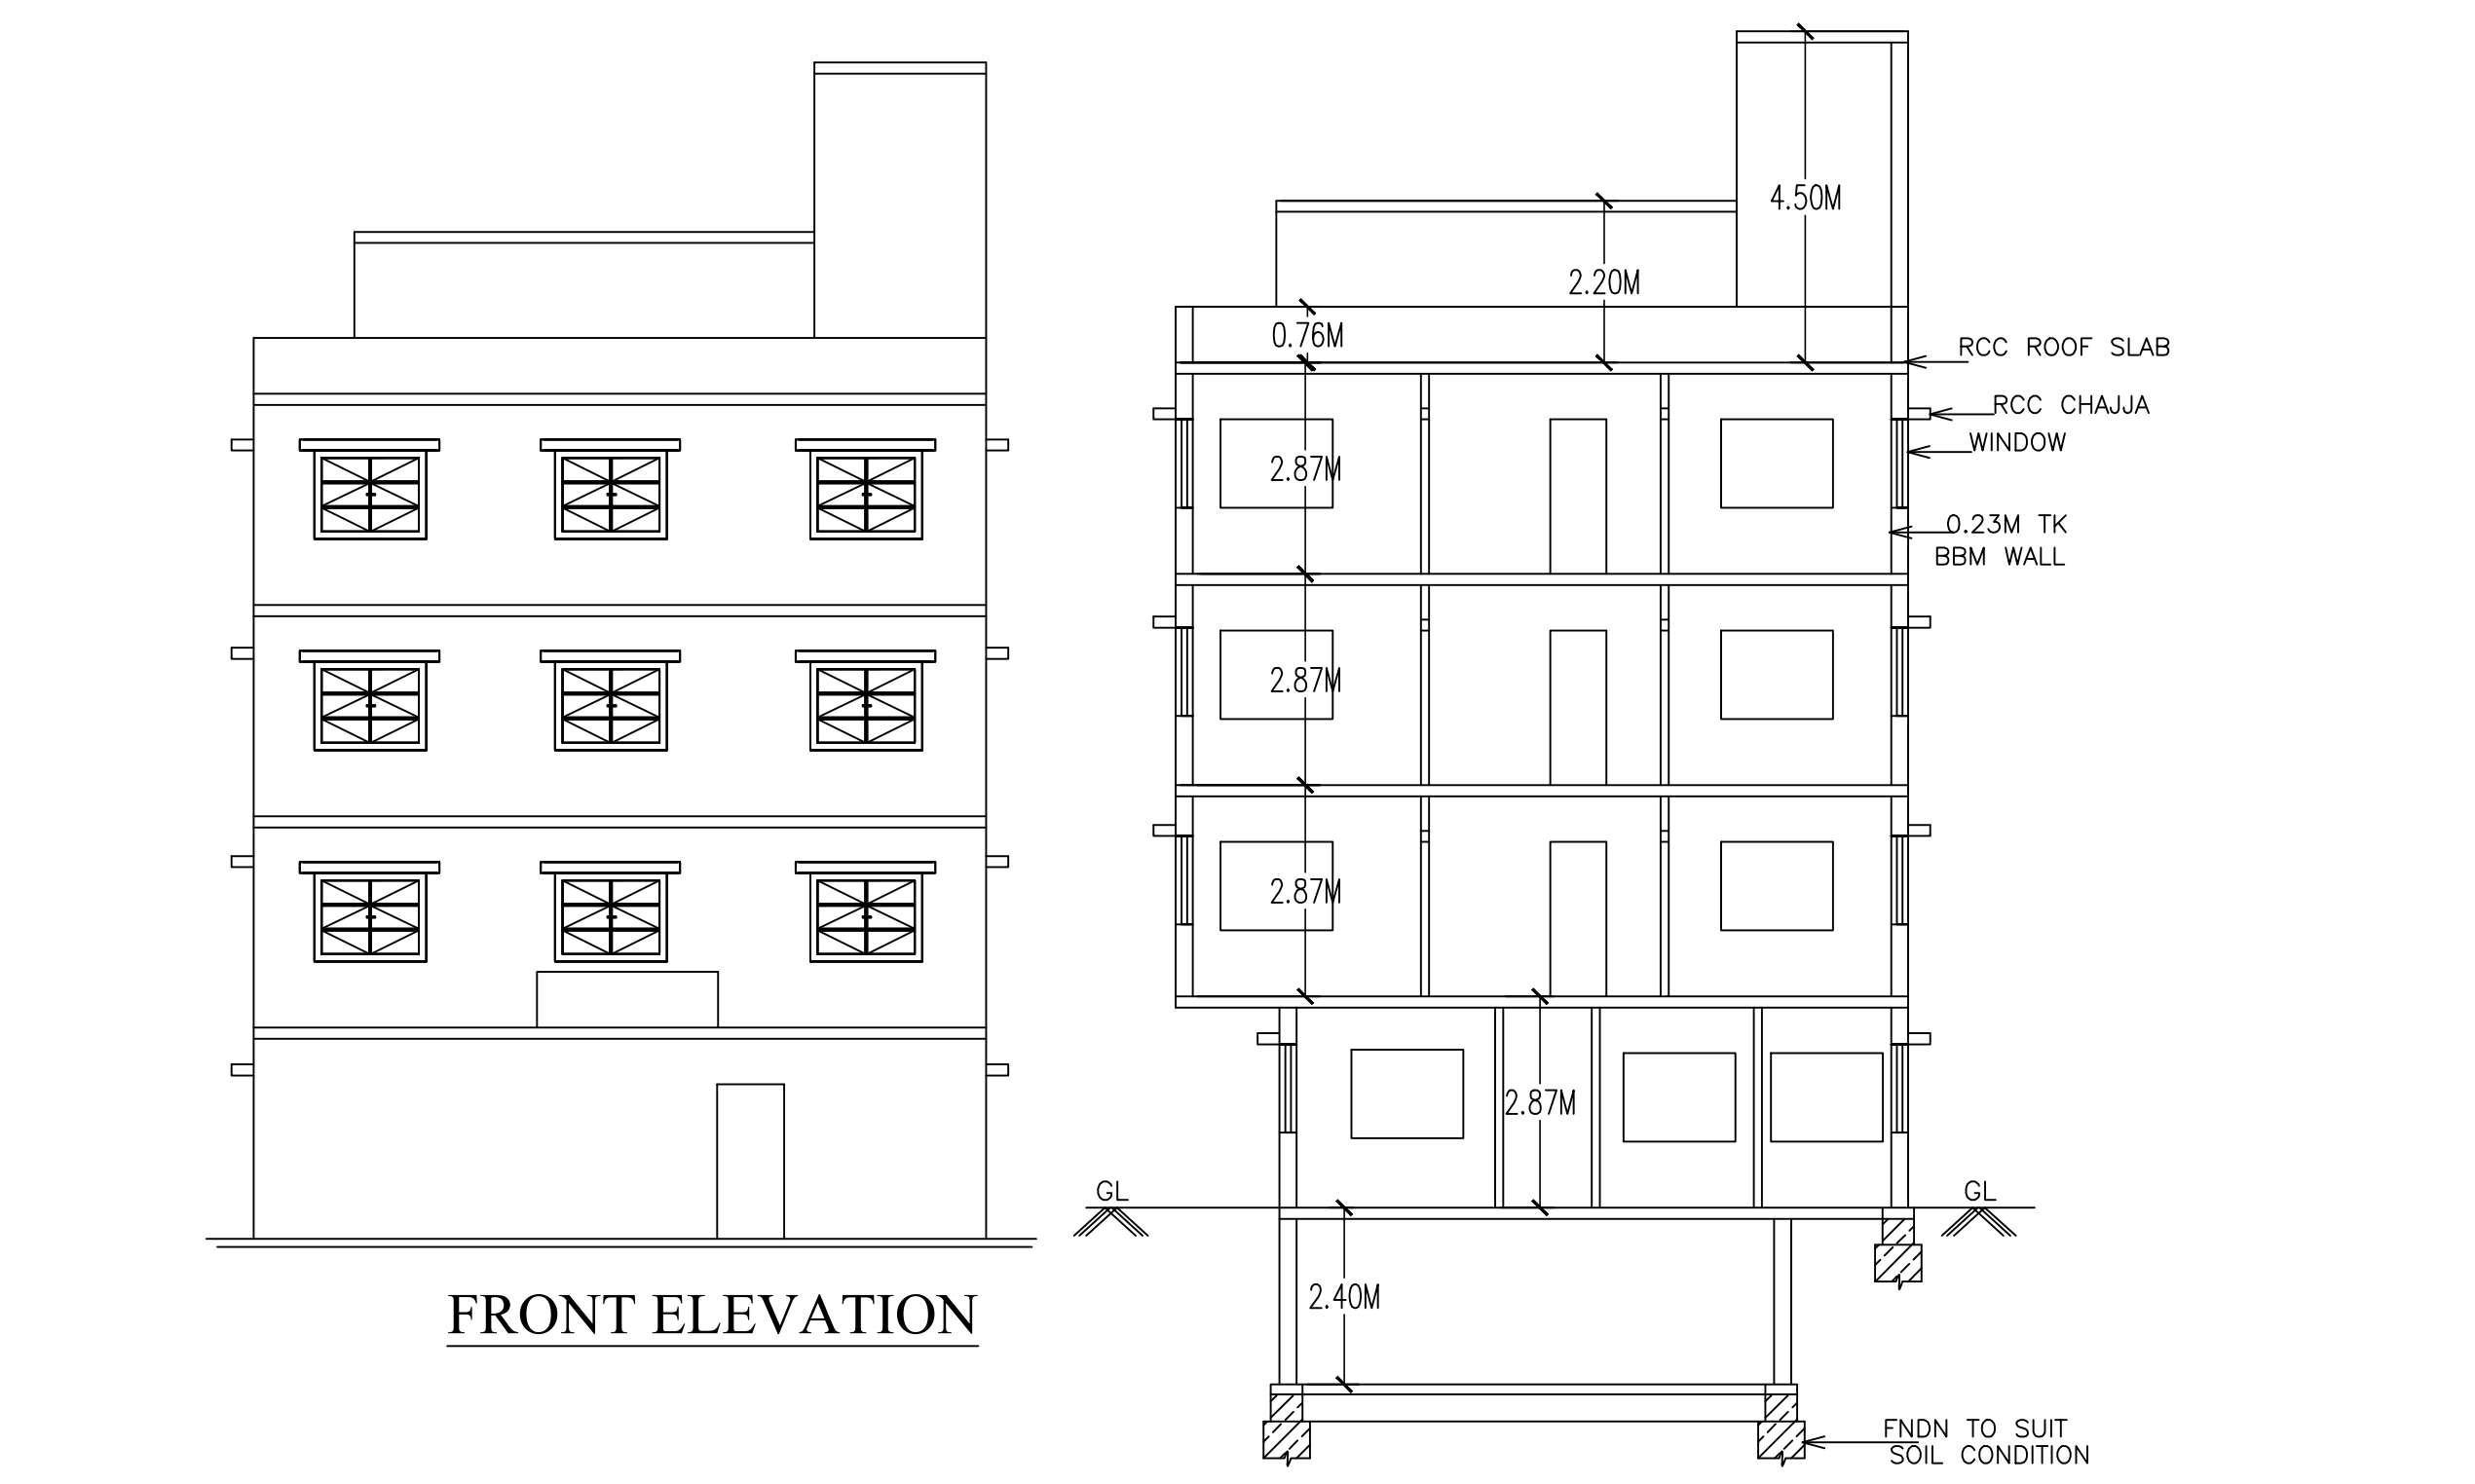 4.50M
2.20M
0.76M
RCC ROOF SLAB
RCC CHAJJA
WINDOW
2.87M
0.23M TK
BBM WALL
2.87M
2.87M
2.87M
GL
GL
2.40M
FRONT ELEVATION
FNDN TO SUIT
SOIL CONDITION